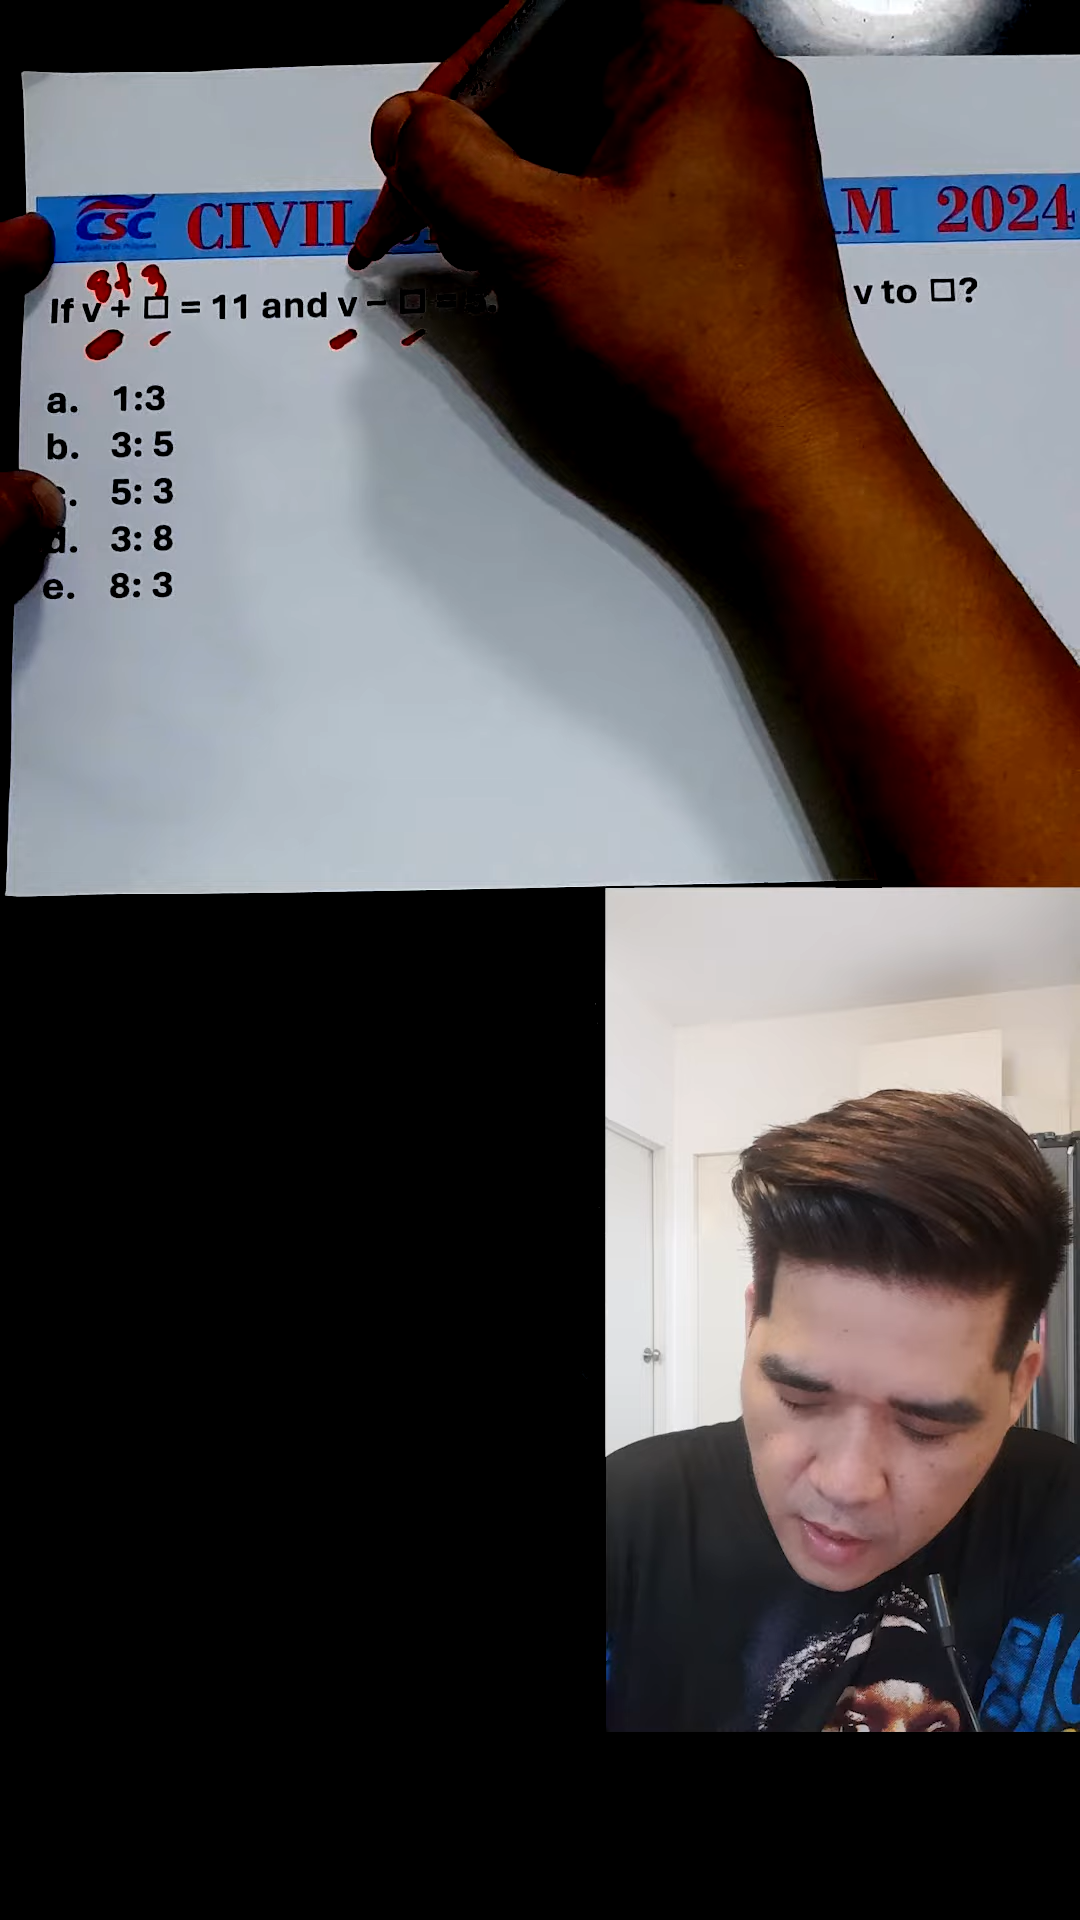 CSC CIVIL 2024
8+3
If v + □ = 11 and v − □ = 5. v to □?
a. 1:3
b. 3: 5
c. 5: 3
d. 3: 8
e. 8: 3